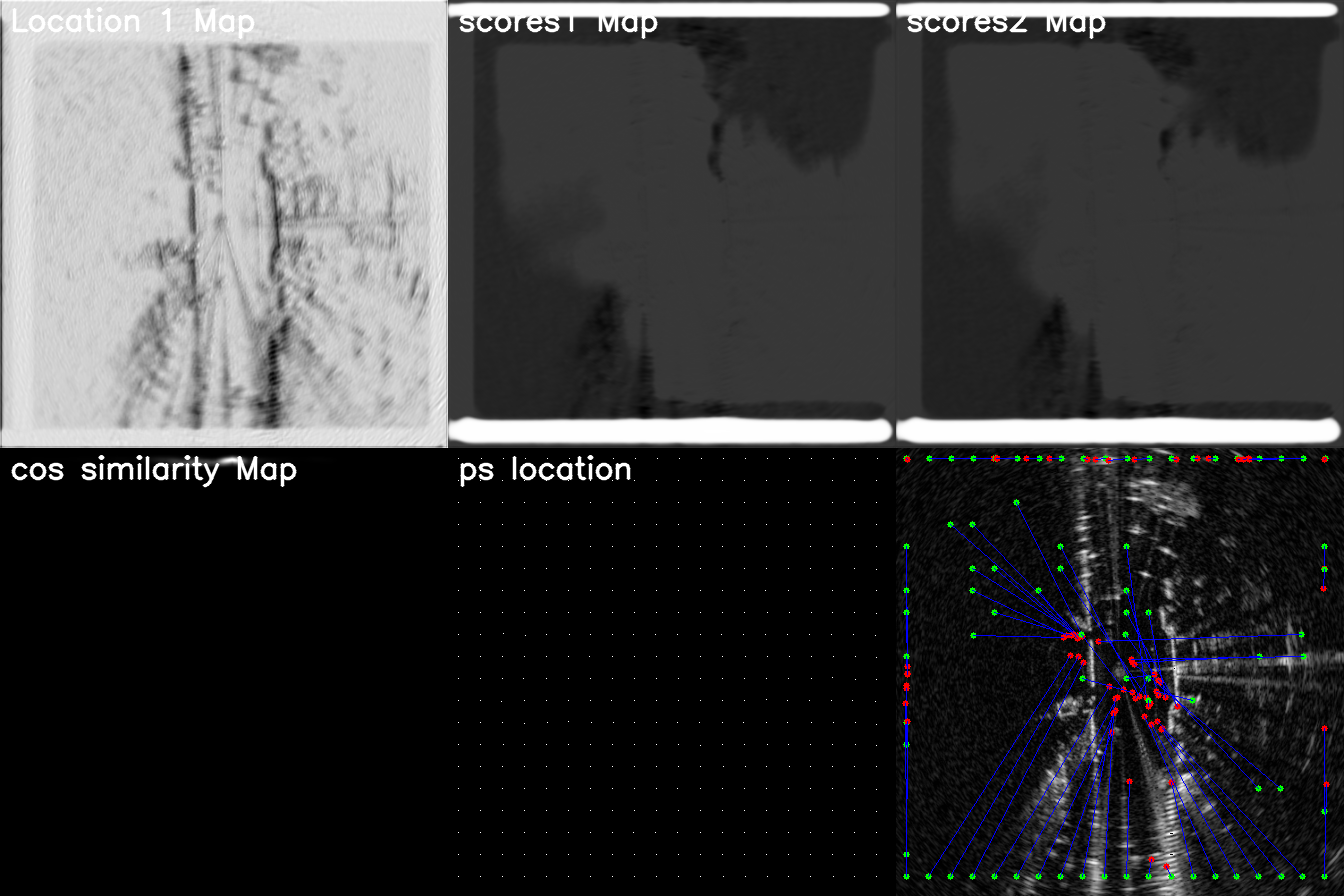 Location 1 Map
scores1 Map
scores2 Map
cos similarity Map
ps location